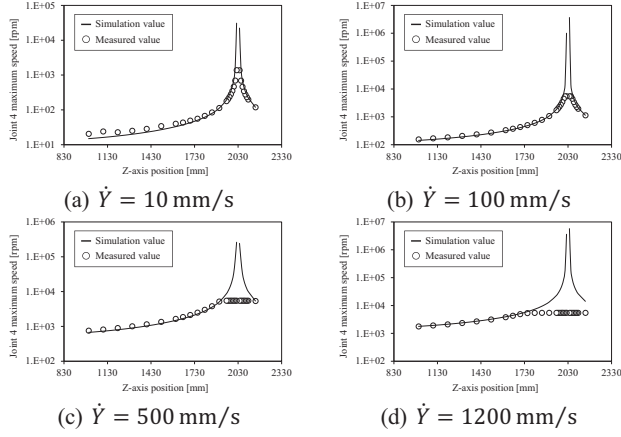 Joint 4 maximum speed [rpm]
1.E+05
1.E+04
1.E+03
1.E+02
1.E+01
Simulation value
Measured value
830 1130 1430 1730 2030 2330
Z-axis position [mm]
(a) Ẏ = 10 mm/s
Joint 4 maximum speed [rpm]
1.E+07
1.E+06
1.E+05
1.E+04
1.E+03
1.E+02
Simulation value
Measured value
830 1130 1430 1730 2030 2330
Z-axis position [mm]
(b) Ẏ = 100 mm/s
Joint 4 maximum speed [rpm]
1.E+06
1.E+05
1.E+04
1.E+03
1.E+02
Simulation value
Measured value
830 1130 1430 1730 2030 2330
Z-axis position [mm]
(c) Ẏ = 500 mm/s
Joint 4 maximum speed [rpm]
1.E+07
1.E+06
1.E+05
1.E+04
1.E+03
1.E+02
Simulation value
Measured value
830 1130 1430 1730 2030 2330
Z-axis position [mm]
(d) Ẏ = 1200 mm/s